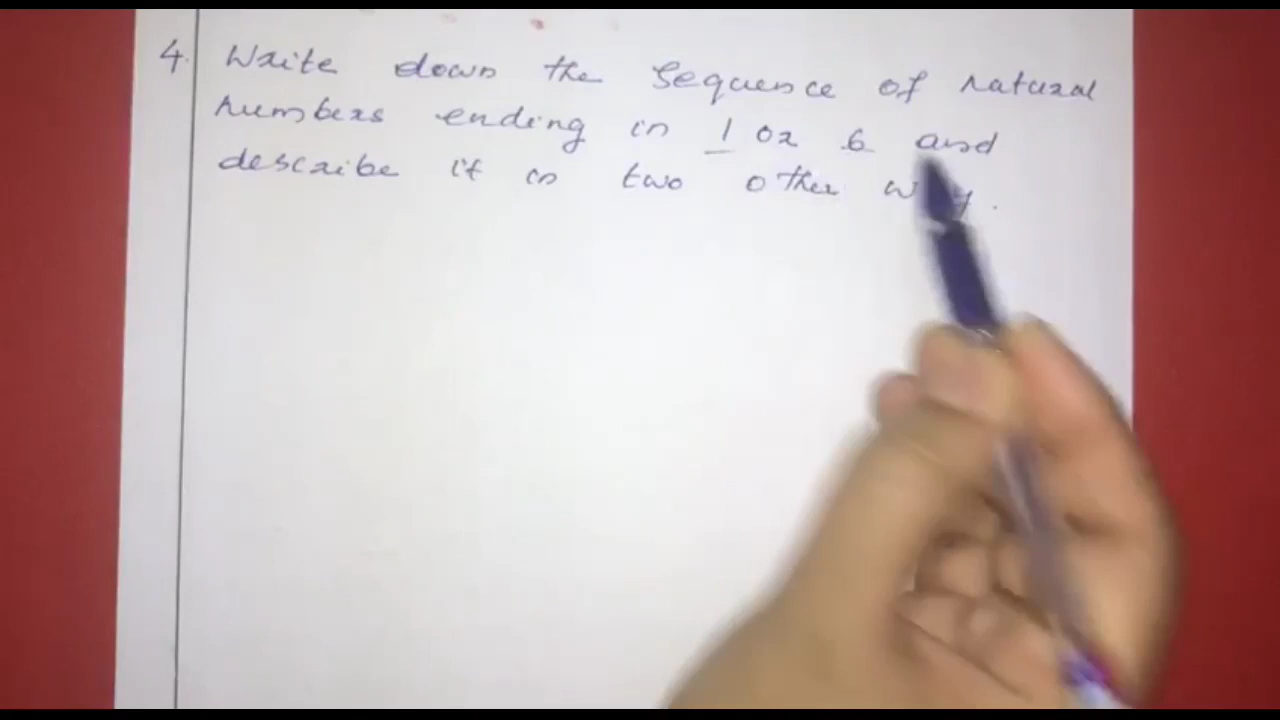 4. Write down the sequence of natural
numbers ending in 1 or 6 and
describe it in two other way.